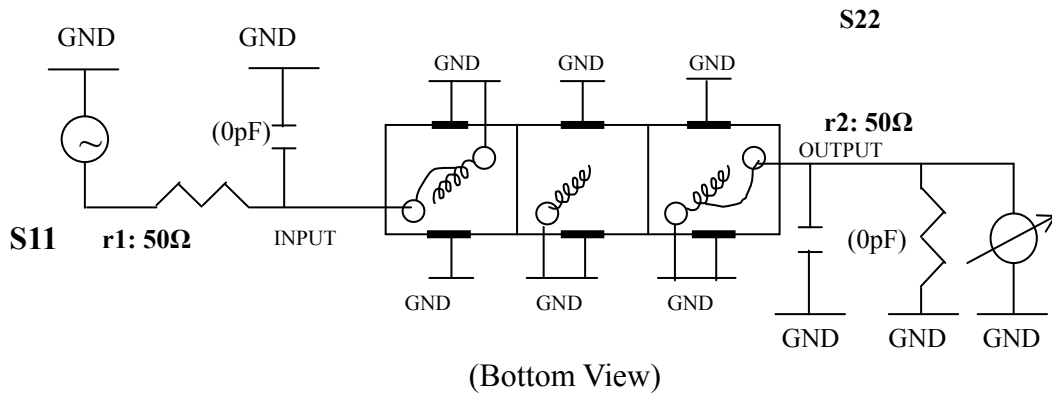 S22
GND
GND
GND
GND
GND
(0pF)
r2: 50Ω
OUTPUT
S11
r1: 50Ω
INPUT
(0pF)
GND
GND
GND
GND
GND
GND
(Bottom View)